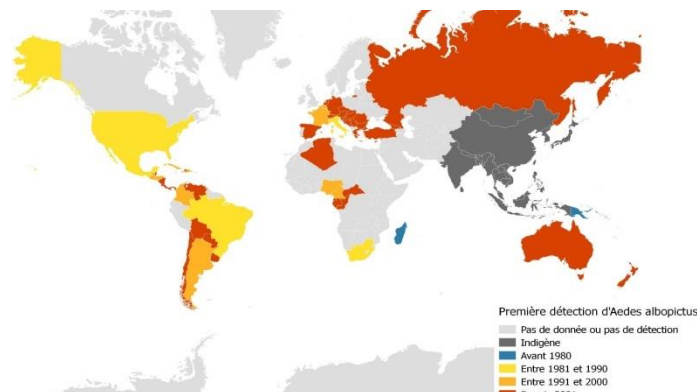 Première détection d'Aedes albopictus
Pas de donnée ou pas de détection
Indigène
Avant 1980
Entre 1981 et 1990
Entre 1991 et 2000